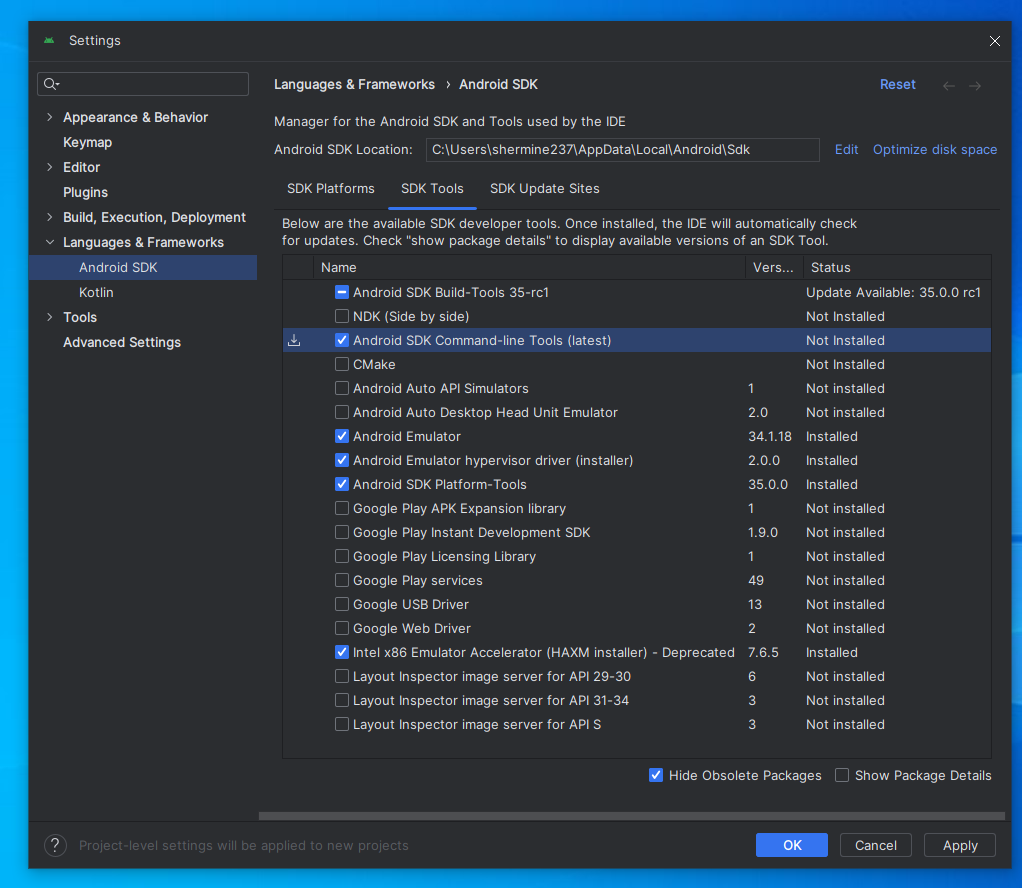 Settings
Languages & Frameworks › Android SDK
Reset
Appearance & Behavior
Keymap
Editor
Plugins
Build, Execution, Deployment
Languages & Frameworks
Android SDK
Kotlin
Tools
Advanced Settings
Manager for the Android SDK and Tools used by the IDE
Android SDK Location: C:\Users\shermine237\AppData\Local\Android\Sdk Edit Optimize disk space
SDK Platforms SDK Tools SDK Update Sites
Below are the available SDK developer tools. Once installed, the IDE will automatically check
for updates. Check "show package details" to display available versions of an SDK Tool.
Name Vers... Status
Android SDK Build-Tools 35-rc1 Update Available: 35.0.0 rc1
NDK (Side by side) Not Installed
Android SDK Command-line Tools (latest) Not Installed
CMake Not Installed
Android Auto API Simulators 1 Not installed
Android Auto Desktop Head Unit Emulator 2.0 Not installed
Android Emulator 34.1.18 Installed
Android Emulator hypervisor driver (installer) 2.0.0 Installed
Android SDK Platform-Tools 35.0.0 Installed
Google Play APK Expansion library 1 Not installed
Google Play Instant Development SDK 1.9.0 Not installed
Google Play Licensing Library 1 Not installed
Google Play services 49 Not installed
Google USB Driver 13 Not installed
Google Web Driver 2 Not installed
Intel x86 Emulator Accelerator (HAXM installer) - Deprecated 7.6.5 Installed
Layout Inspector image server for API 29-30 6 Not installed
Layout Inspector image server for API 31-34 3 Not installed
Layout Inspector image server for API S 3 Not installed
Hide Obsolete Packages Show Package Details
? Project-level settings will be applied to new projects
OK Cancel Apply